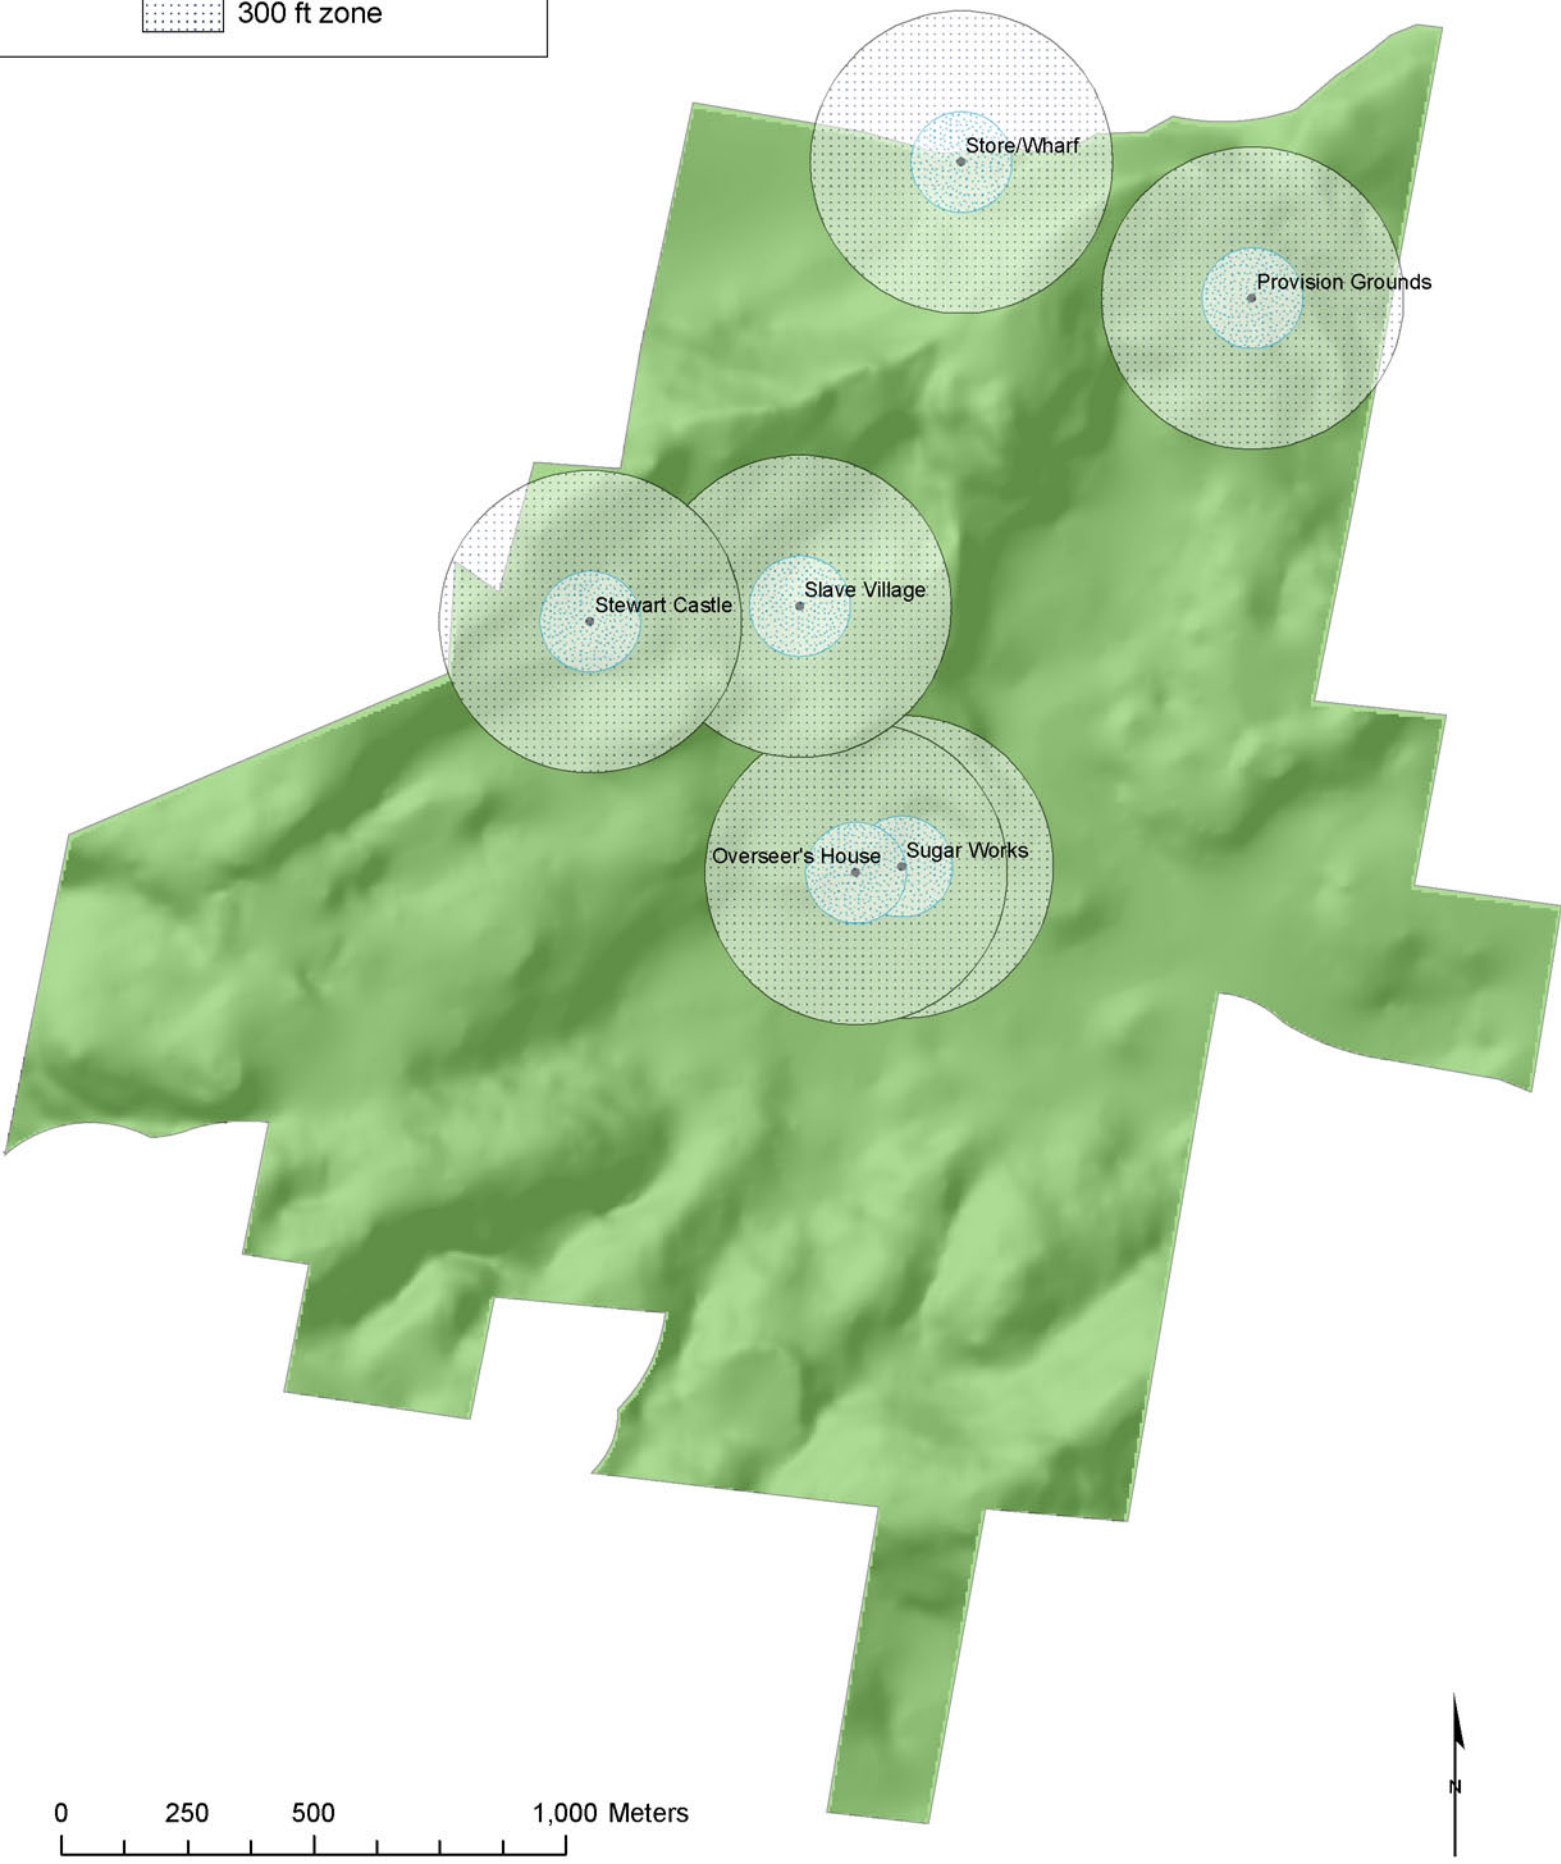 300 ft zone
Store/Wharf
Provision Grounds
Slave Village
Stewart Castle
Sugar Works
Overseer's House
N
0 250 500 1,000 Meters